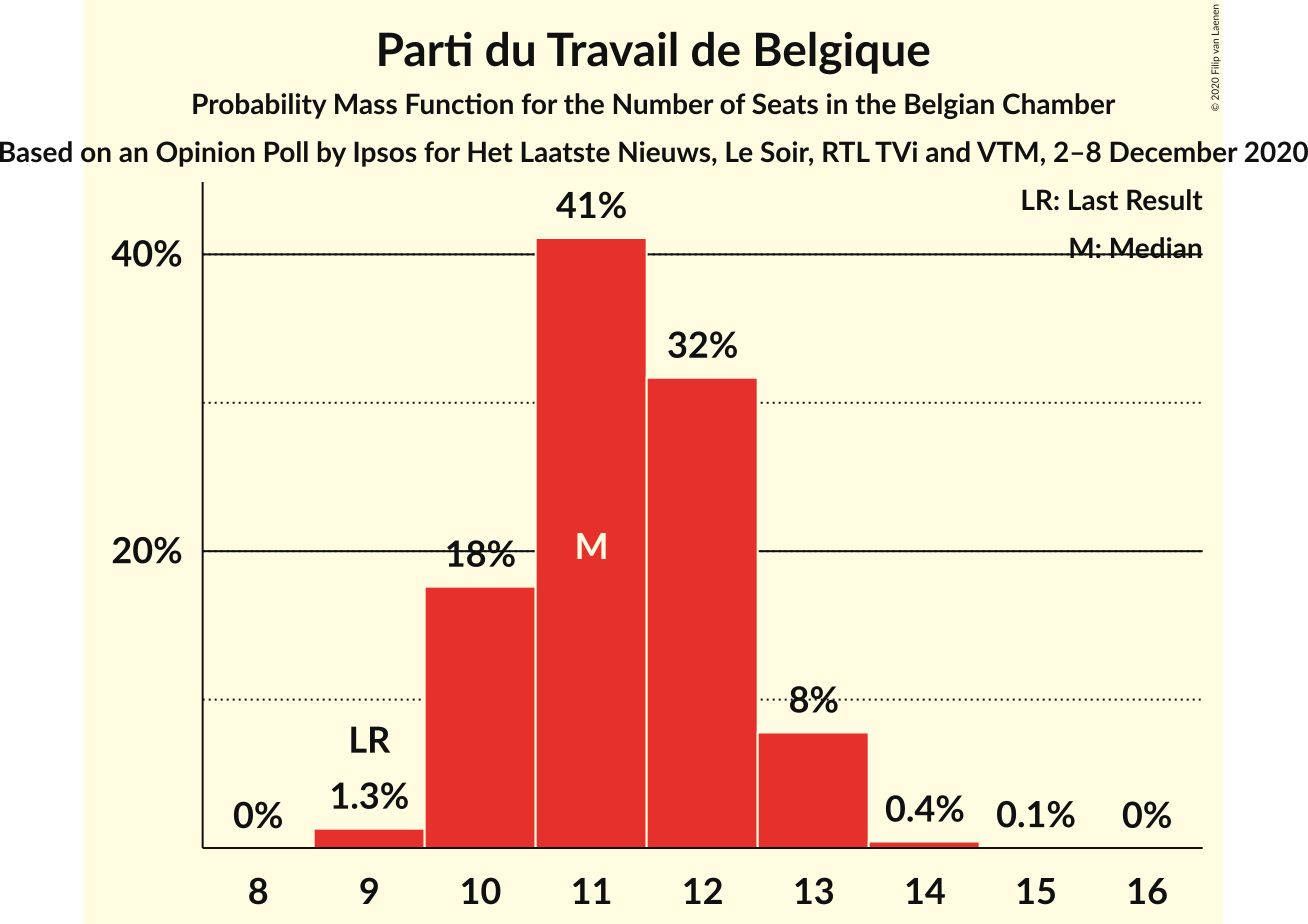 Parti du Travail de Belgique
Probability Mass Function for the Number of Seats in the Belgian Chamber
Based on an Opinion Poll by Ipsos for Het Laatste Nieuws, Le Soir, RTL TVi and VTM, 2–8 December 2020
© 2020 Filip van Laenen
LR: Last Result
M: Median
41%
40%
32%
20%
18%
M
8%
LR
0%
1.3%
0.4%
0.1%
0%
8 9 10 11 12 13 14 15 16